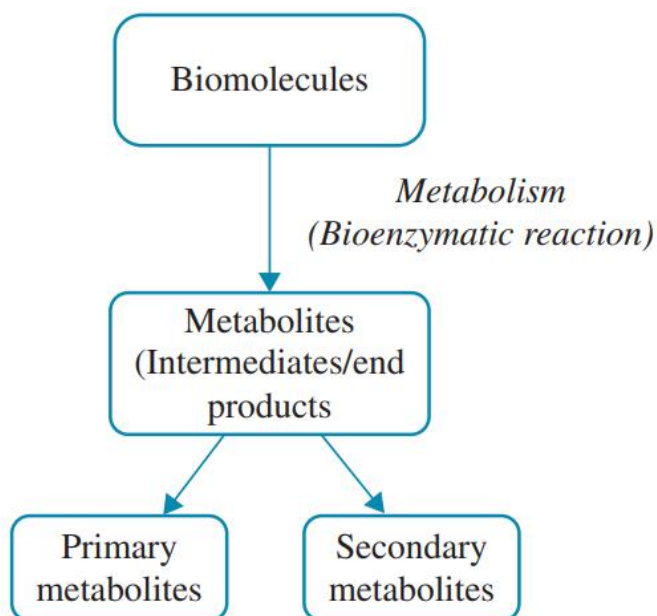 Biomolecules
Metabolism
(Bioenzymatic reaction)
Metabolites
(Intermediates/end
products
Primary
metabolites
Secondary
metabolites